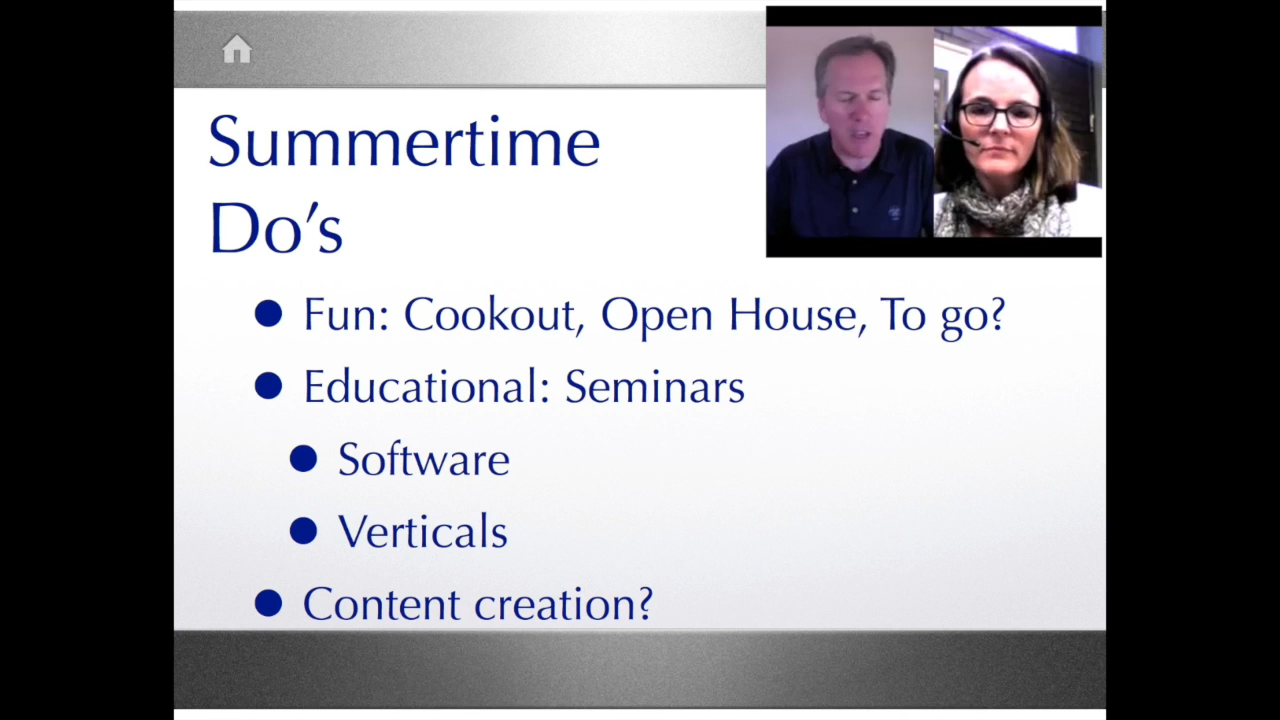 Summertime
Do's
Fun: Cookout, Open House, To go?
Educational: Seminars
Software
Verticals
Content creation?